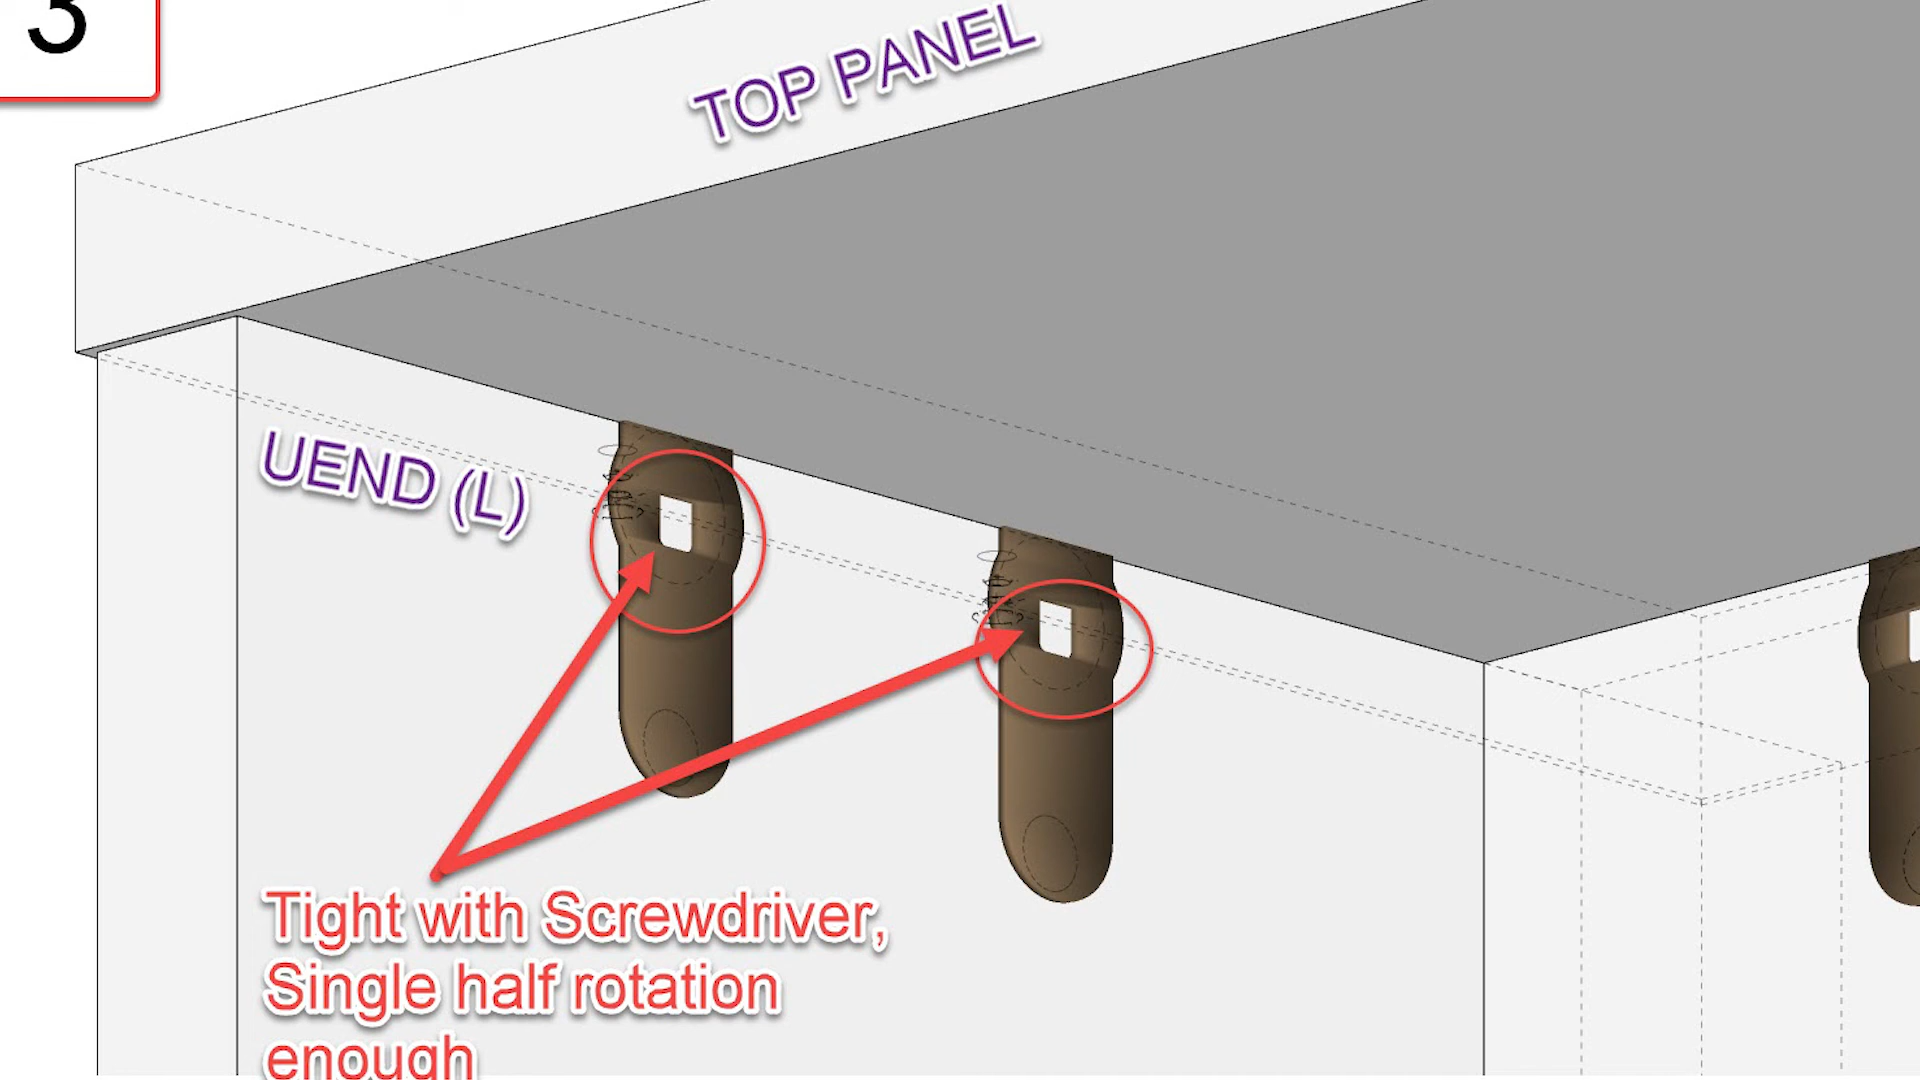 3
TOP PANEL
UEND (L)
Tight with Screwdriver,
Single half rotation
enough